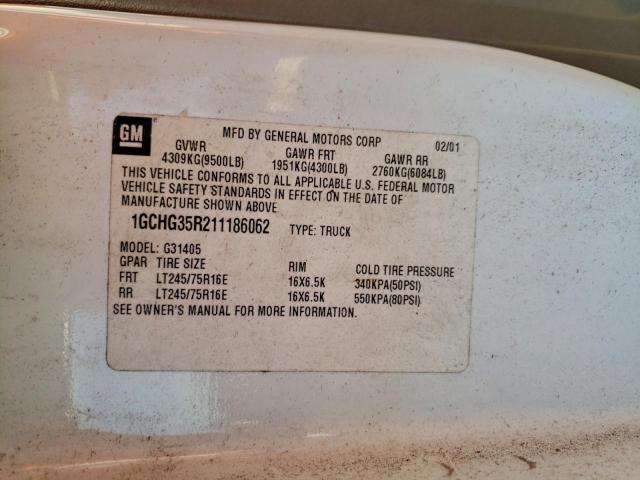 GM
MFD BY GENERAL MOTORS CORP 02/01
GVWR GAWR FRT GAWR RR
4309KG(9500LB) 1951KG(4300LB) 2760KG(6084LB)
THIS VEHICLE CONFORMS TO ALL APPLICABLE U.S. FEDERAL MOTOR
VEHICLE SAFETY STANDARDS IN EFFECT ON THE DATE OF
MANUFACTURE SHOWN ABOVE.
1GCHG35R211186062 TYPE: TRUCK
MODEL: G31405
GPAR TIRE SIZE RIM COLD TIRE PRESSURE
FRT LT245/75R16E 16X6.5K 340KPA(50PSI)
RR LT245/75R16E 16X6.5K 550KPA(80PSI)
SEE OWNER'S MANUAL FOR MORE INFORMATION.